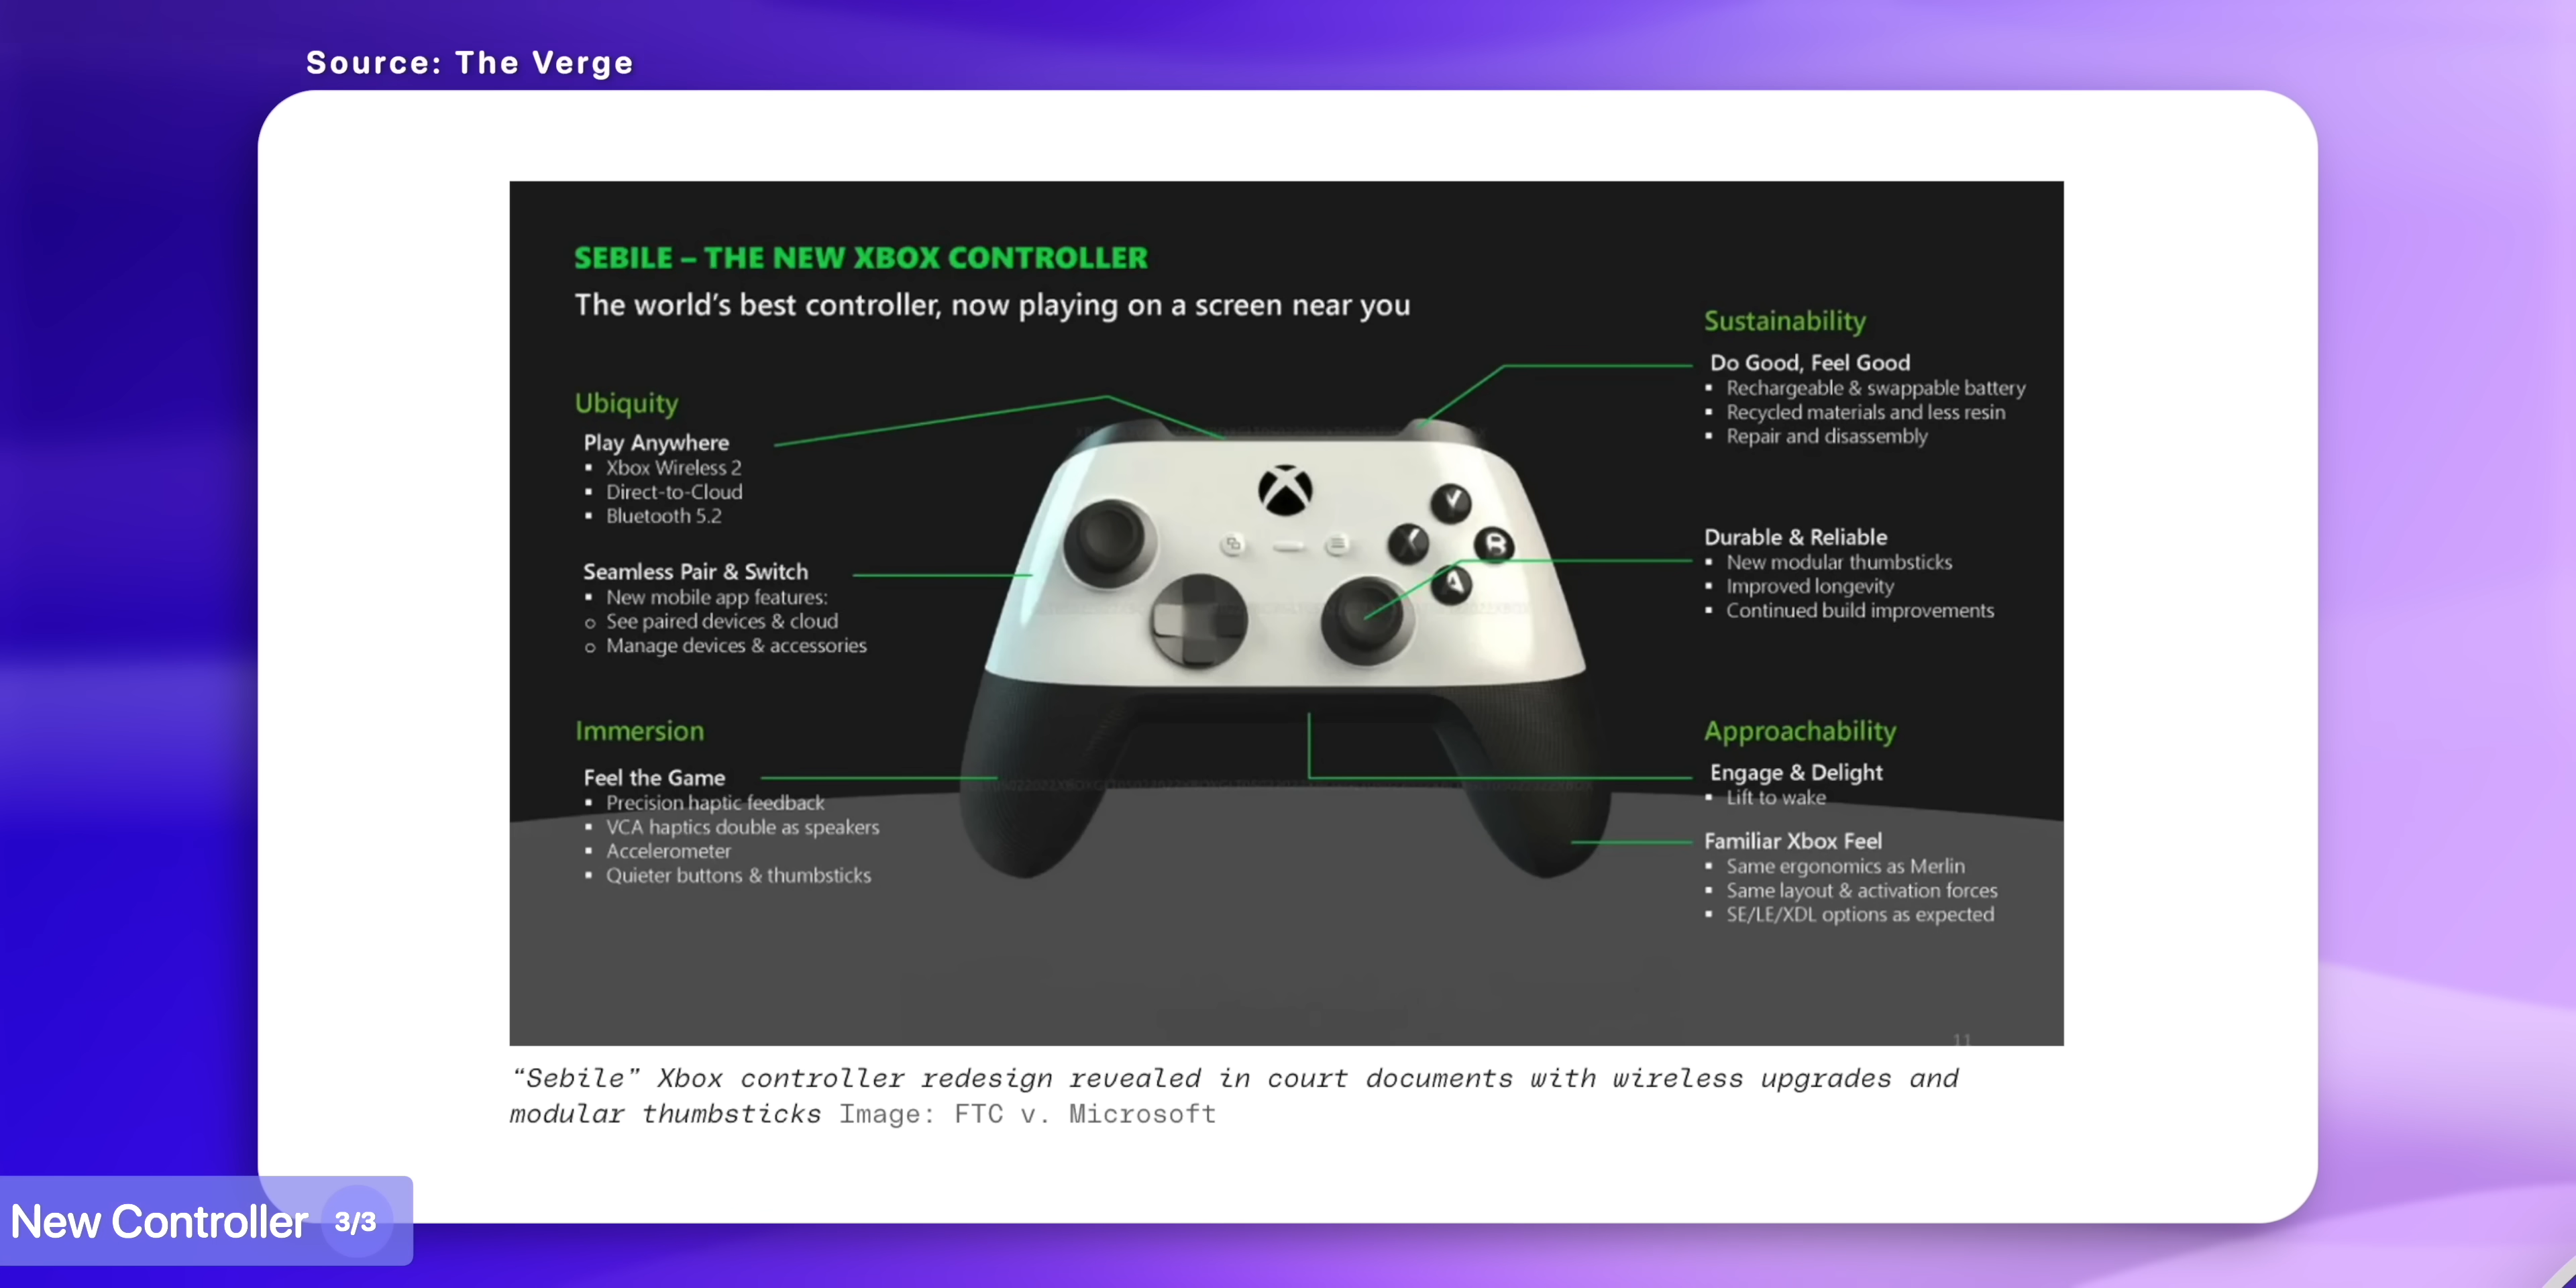 Source: The Verge
SEBILE – THE NEW XBOX CONTROLLER
The world's best controller, now playing on a screen near you
Ubiquity
Play Anywhere
▪ Xbox Wireless 2
▪ Direct-to-Cloud
▪ Bluetooth 5.2
Seamless Pair & Switch
▪ New mobile app features:
o See paired devices & cloud
o Manage devices & accessories
Immersion
Feel the Game
▪ Precision haptic feedback
▪ VCA haptics double as speakers
▪ Accelerometer
▪ Quieter buttons & thumbsticks
Y
X
B
A
Sustainability
Do Good, Feel Good
▪ Rechargeable & swappable battery
▪ Recycled materials and less resin
▪ Repair and disassembly
Durable & Reliable
▪ New modular thumbsticks
▪ Improved longevity
▪ Continued build improvements
Approachability
Engage & Delight
▪ Lift to wake
Familiar Xbox Feel
▪ Same ergonomics as Merlin
▪ Same layout & activation forces
▪ SE/LE/XDL options as expected
11
“Sebile” Xbox controller redesign revealed in court documents with wireless upgrades and
modular thumbsticks Image: FTC v. Microsoft
New Controller 3/3